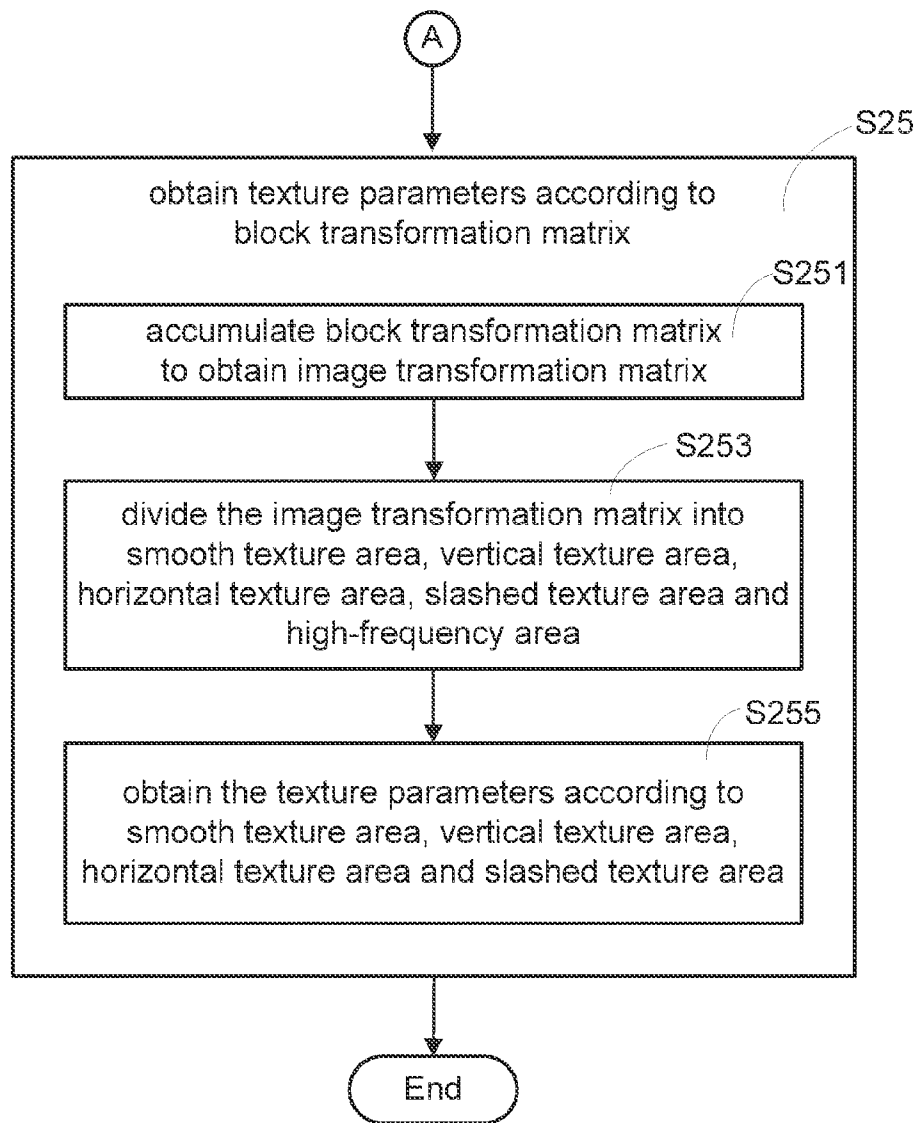 A
S25
obtain texture parameters according to
block transformation matrix
S251
accumulate block transformation matrix
to obtain image transformation matrix
S253
divide the image transformation matrix into
smooth texture area, vertical texture area,
horizontal texture area, slashed texture area and
high-frequency area
S255
obtain the texture parameters according to
smooth texture area, vertical texture area,
horizontal texture area and slashed texture area
End